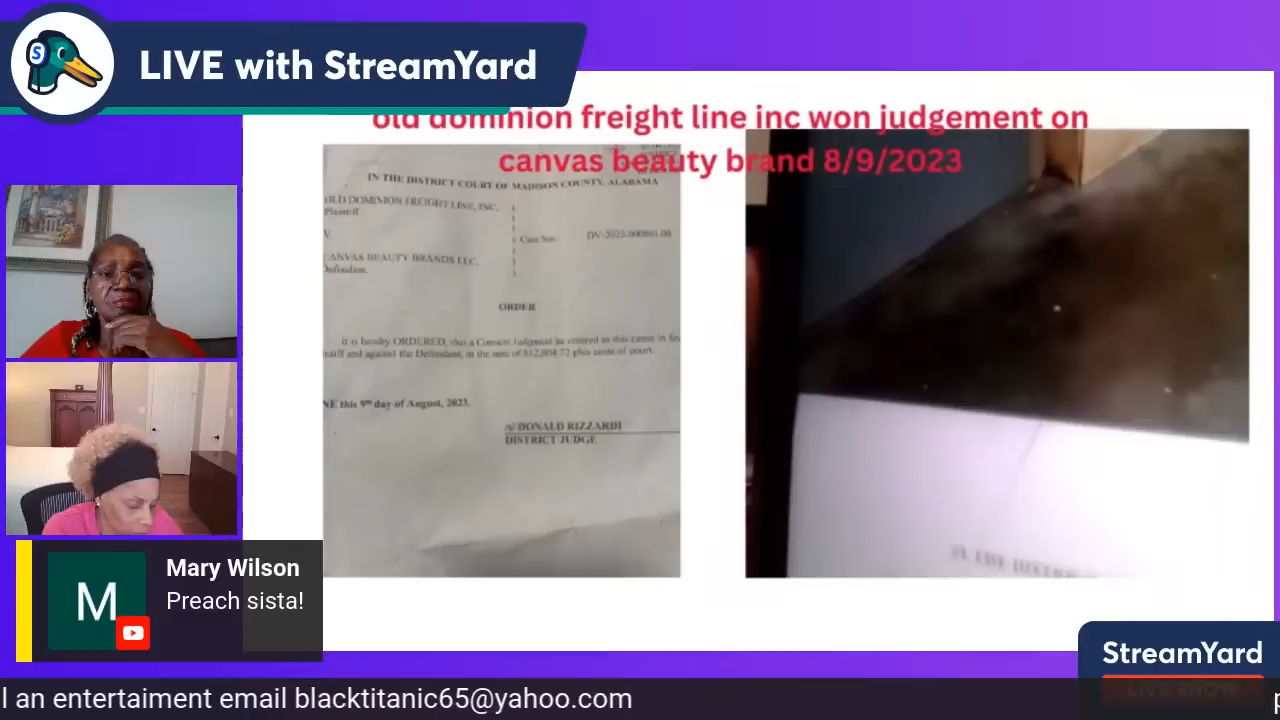 S
LIVE with StreamYard
old dominion freight line inc won judgement on
canvas beauty brand 8/9/2023
IN THE DISTRICT COURT OF MADISON COUNTY, ALABAMA
OLD DOMINION FREIGHT LINE, INC,
Plaintiff
V
Case No.:
CANVAS BEAUTY BRANDS LLC,
Defendant.
ORDER
it is hereby ORDERED, that a Consent Judgment be entered in this cause in
and against the Defendant, in the sum of plus costs of court.
NE this 9th day of August, 2023.
/s/ DONALD RIZZARDI
DISTRICT JUDGE
IN THE
M
Mary Wilson
Preach sista!
StreamYard
l an entertaiment email blacktitanic65@yahoo.com
p